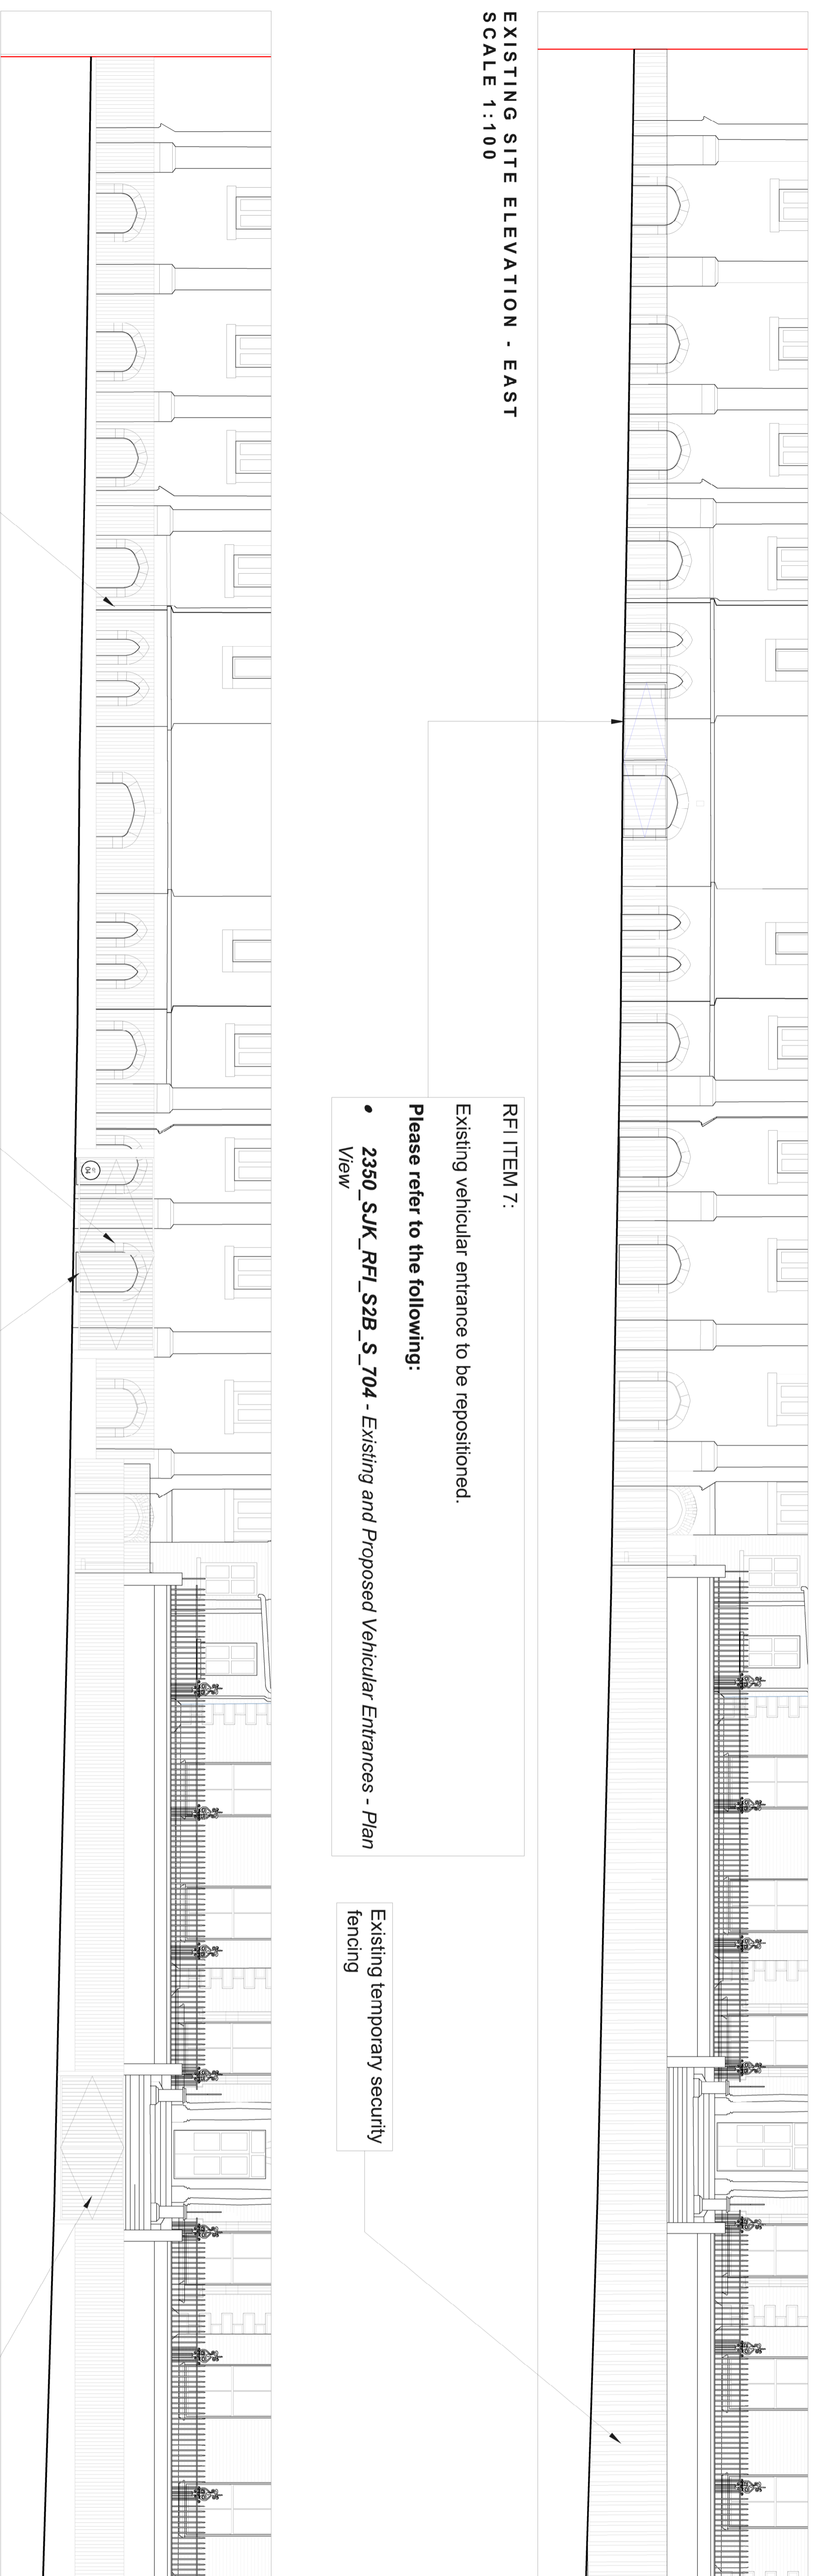 EXISTING SITE ELEVATION - EAST
SCALE 1:100
RFI ITEM 7:
Existing vehicular entrance to be repositioned.
Please refer to the following:
• 2350_SJK_RFI_S2B_S_704 - Existing and Proposed Vehicular Entrances - Plan
View
Existing temporary security
fencing
04